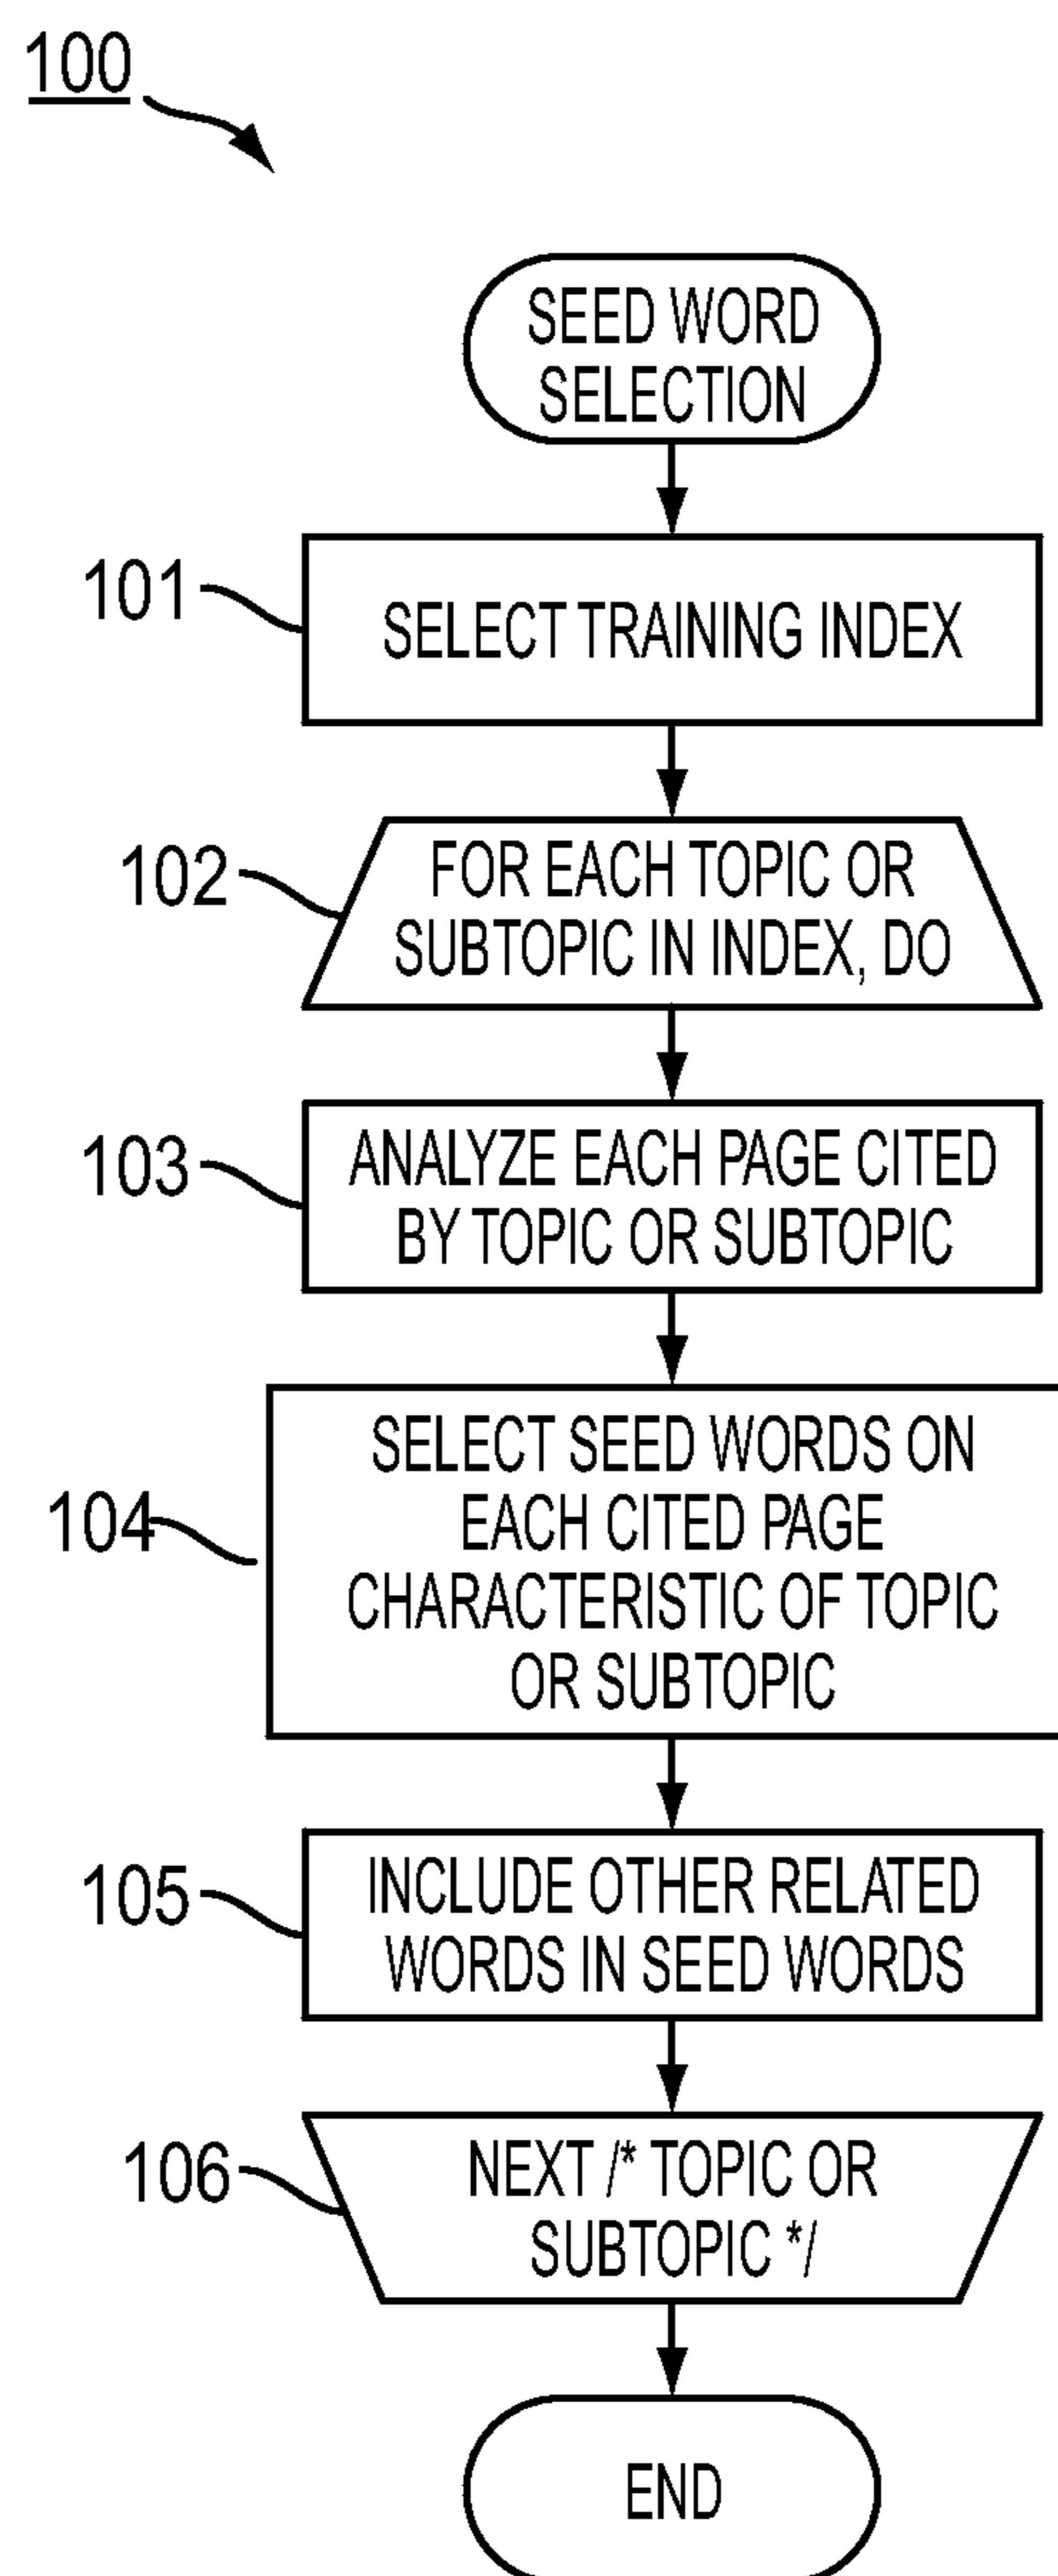 100
SEED WORD
SELECTION
101
SELECT TRAINING INDEX
102
FOR EACH TOPIC OR
SUBTOPIC IN INDEX, DO
103
ANALYZE EACH PAGE CITED
BY TOPIC OR SUBTOPIC
104
SELECT SEED WORDS ON
EACH CITED PAGE
CHARACTERISTIC OF TOPIC
OR SUBTOPIC
105
INCLUDE OTHER RELATED
WORDS IN SEED WORDS
106
NEXT /* TOPIC OR
SUBTOPIC */
END